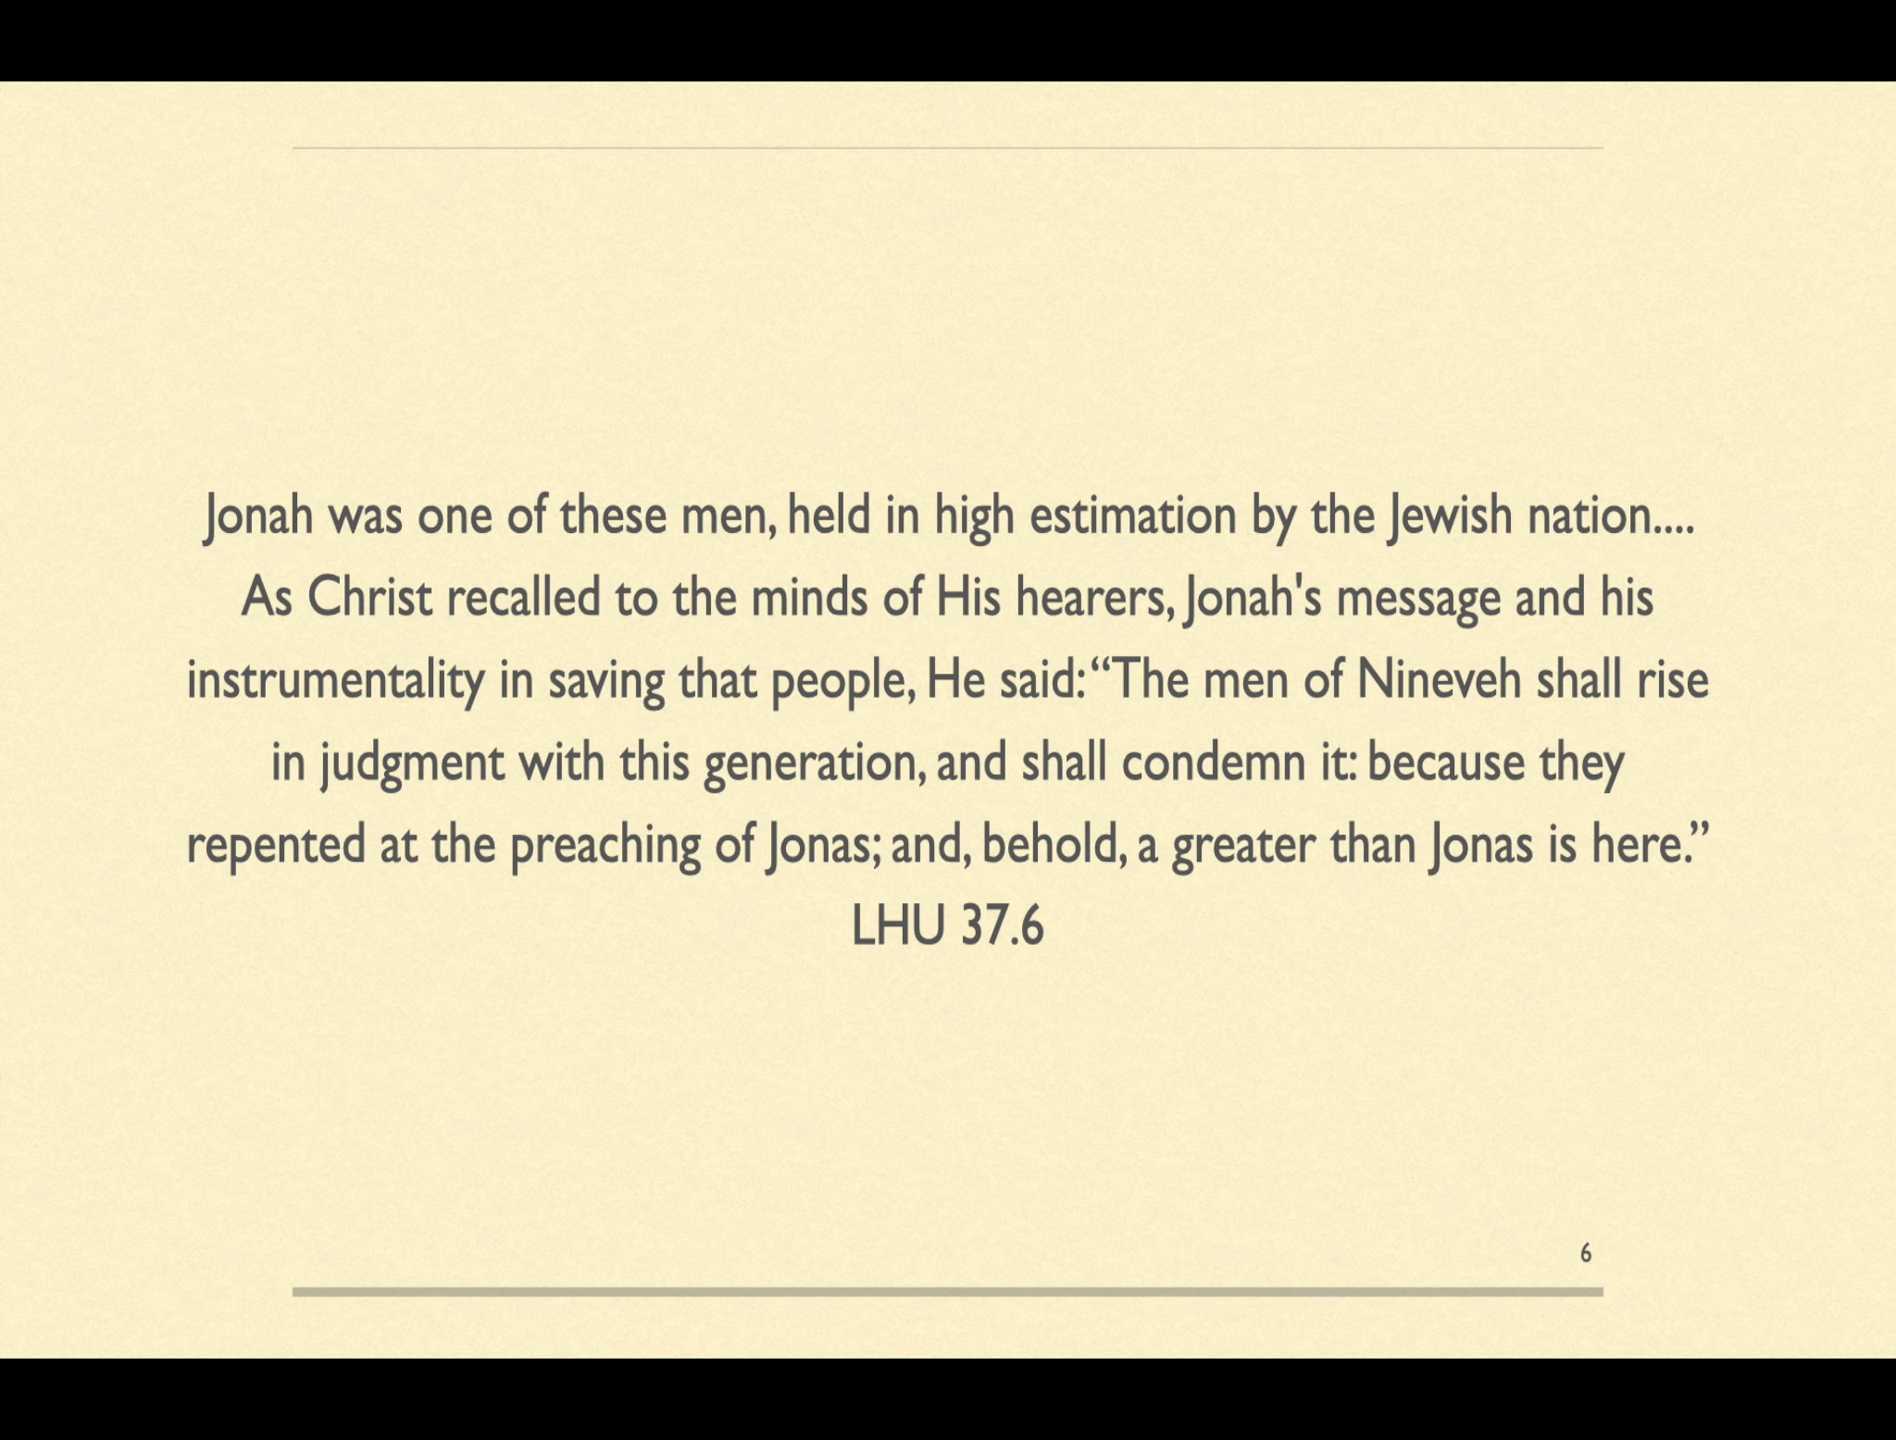 Jonah was one of these men, held in high estimation by the Jewish nation....
As Christ recalled to the minds of His hearers, Jonah's message and his
instrumentality in saving that people, He said: “The men of Nineveh shall rise
in judgment with this generation, and shall condemn it: because they
repented at the preaching of Jonas; and, behold, a greater than Jonas is here.”
LHU 37.6
6